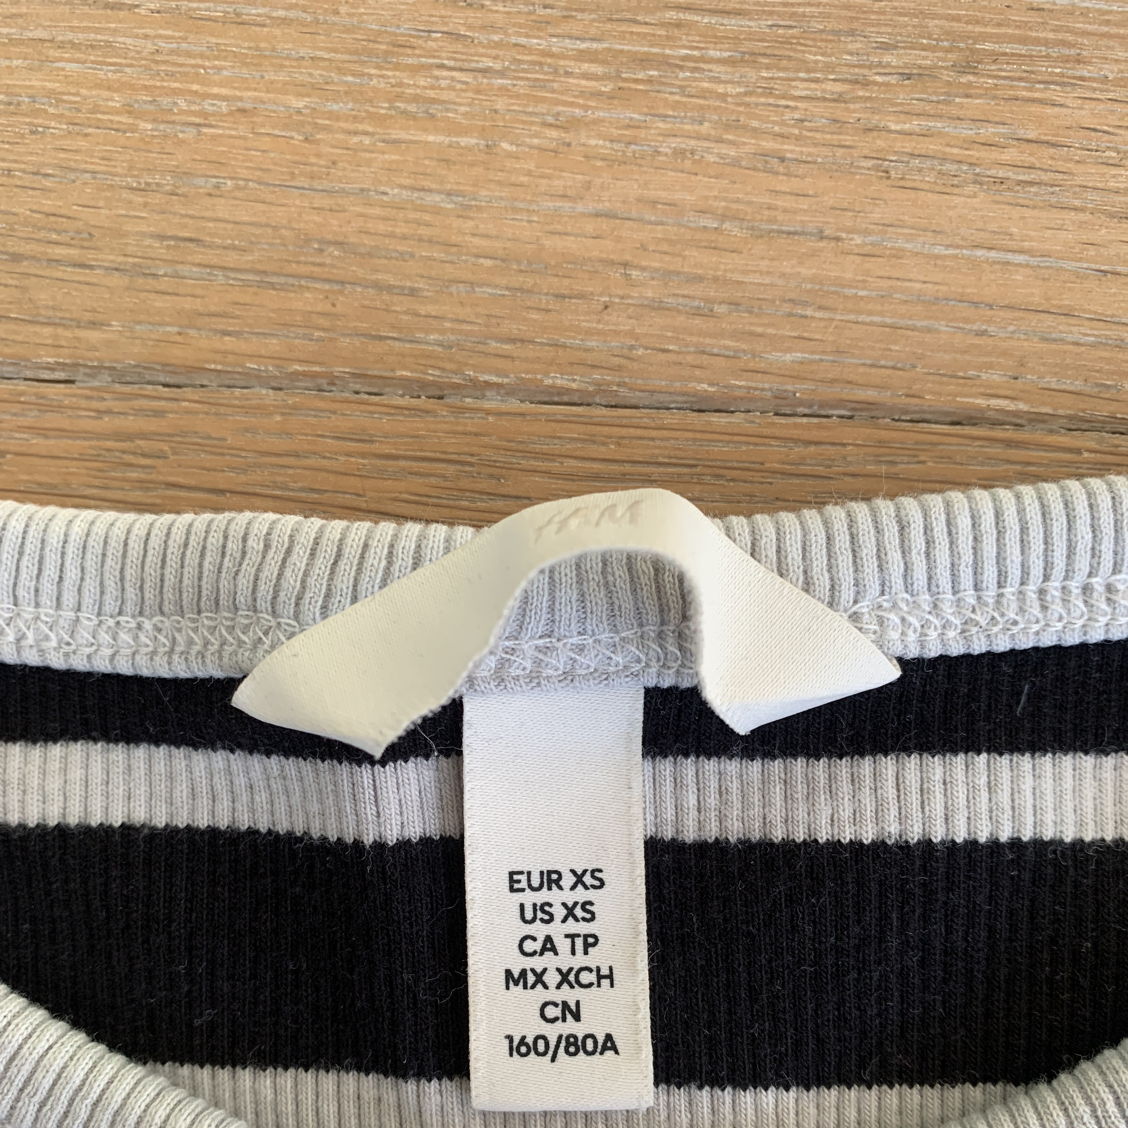 H&M
EUR XS
US XS
CA TP
MX XCH
CN
160/80A